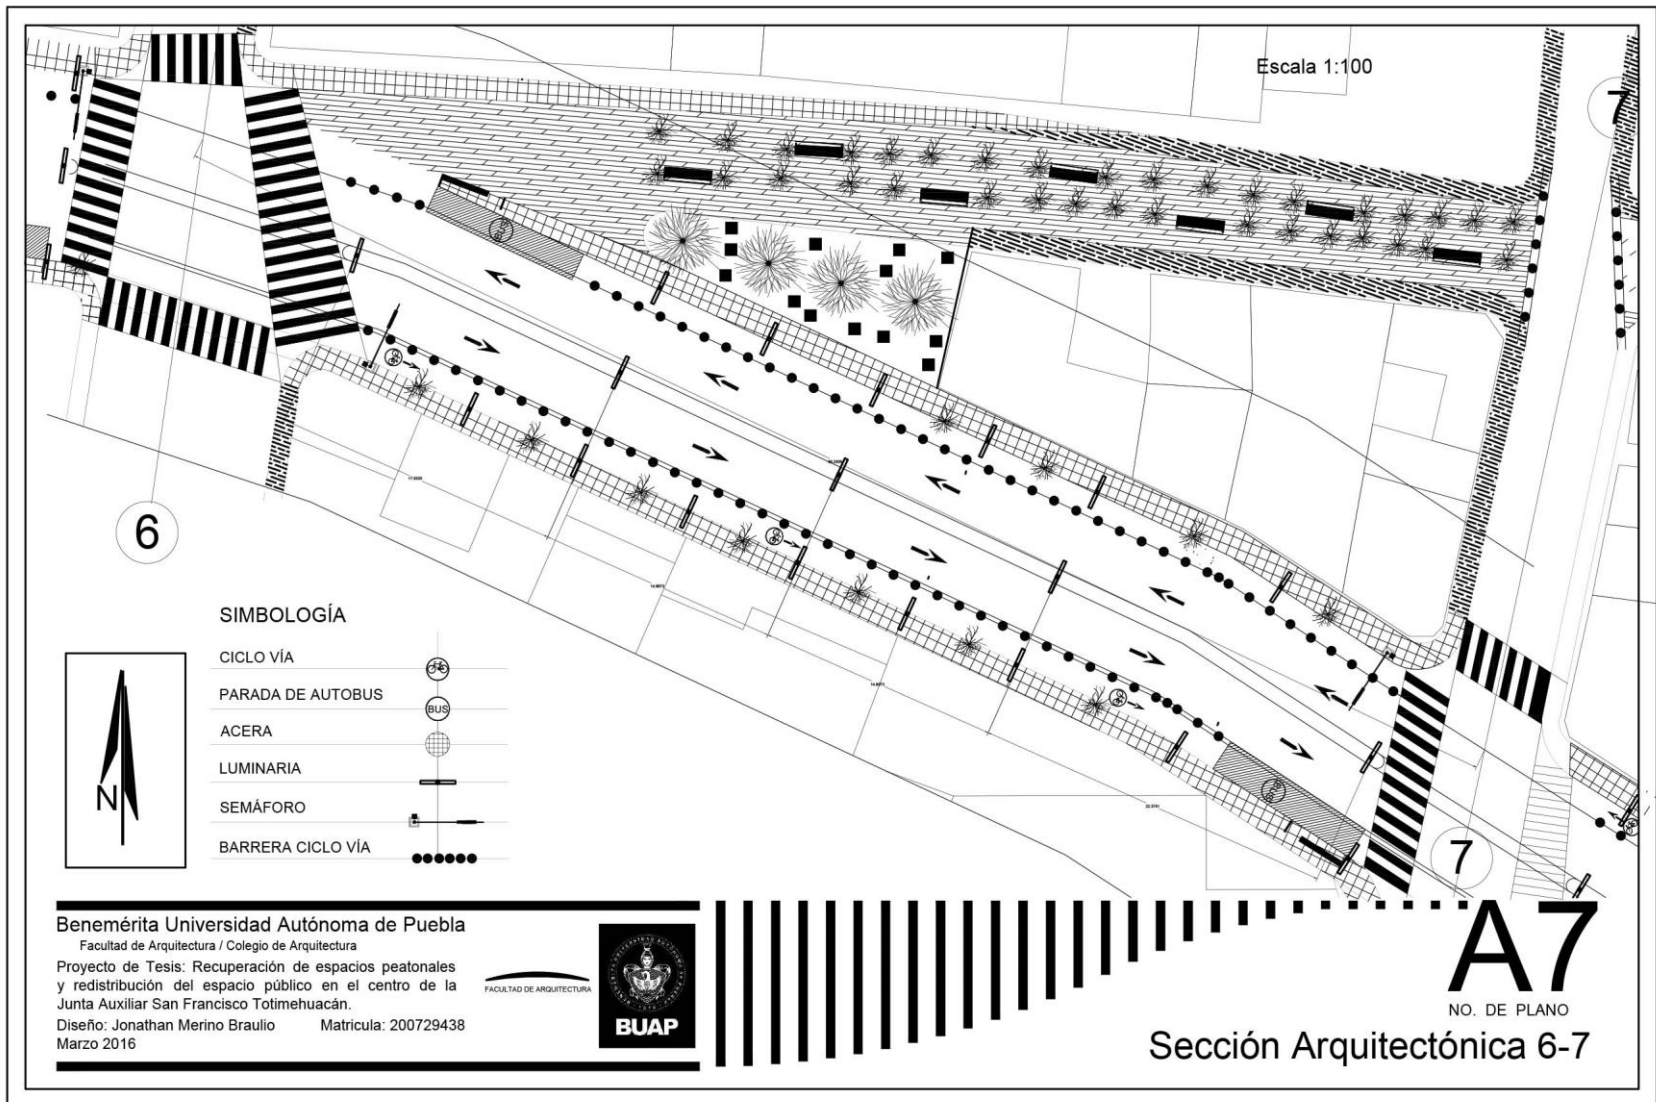 Escala 1:100
7
BUS
6
SIMBOLOGÍA
CICLO VÍA
PARADA DE AUTOBUS
BUS
ACERA
LUMINARIA
SEMÁFORO
BARRERA CICLO VÍA
N
BUS
7
Benemérita Universidad Autónoma de Puebla
Facultad de Arquitectura / Colegio de Arquitectura
Proyecto de Tesis: Recuperación de espacios peatonales
y redistribución del espacio público en el centro de la
Junta Auxiliar San Francisco Totimehuacán.
Diseño: Jonathan Merino Braulio Matricula: 200729438
Marzo 2016
FACULTAD DE ARQUITECTURA
BUAP
A7
NO. DE PLANO
Sección Arquitectónica 6-7